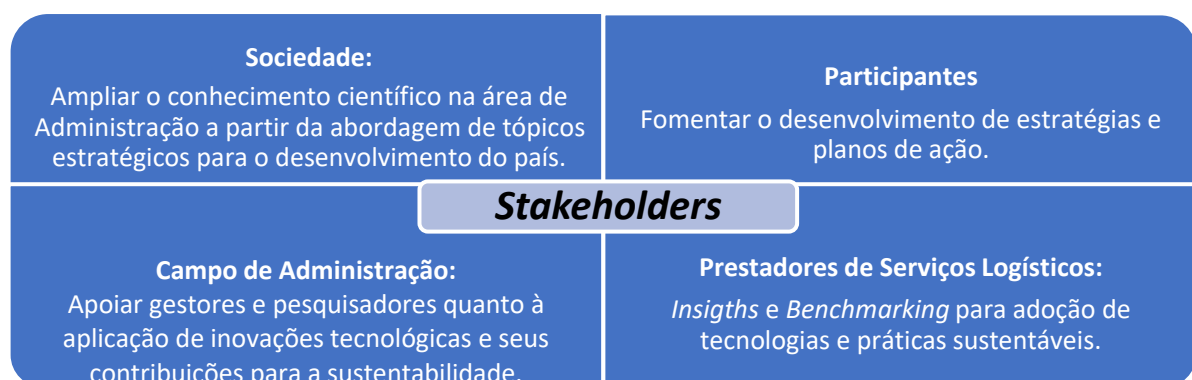 Sociedade:
Ampliar o conhecimento científico na área de
Administração a partir da abordagem de tópicos
estratégicos para o desenvolvimento do país.
Participantes
Fomentar o desenvolvimento de estratégias e
planos de ação.
Stakeholders
Campo de Administração:
Apoiar gestores e pesquisadores quanto à
aplicação de inovações tecnológicas e seus
contribuições para a sustentabilidade.
Prestadores de Serviços Logísticos:
Insigths e Benchmarking para adoção de
tecnologias e práticas sustentáveis.